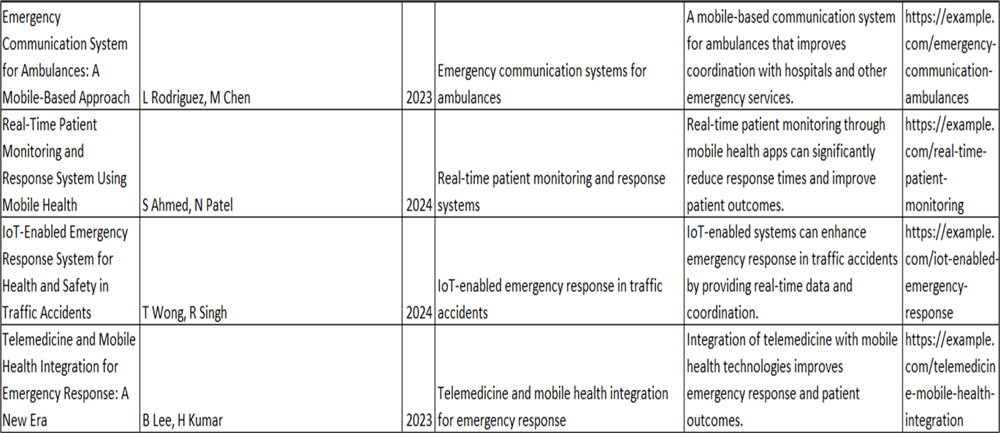 Emergency
Communication System
for Ambulances: A
Mobile-Based Approach
L Rodriguez, M Chen
2023
Emergency communication systems for
ambulances
A mobile-based communication system
for ambulances that improves
coordination with hospitals and other
emergency services.
https://example.
com/emergency-
communication-
ambulances
Real-Time Patient
Monitoring and
Response System Using
Mobile Health
S Ahmed, N Patel
2024
Real-time patient monitoring and response
systems
Real-time patient monitoring through
mobile health apps can significantly
reduce response times and improve
patient outcomes.
https://example.
com/real-time-
patient-
monitoring
IoT-Enabled Emergency
Response System for
Health and Safety in
Traffic Accidents
T Wong, R Singh
2024
IoT-enabled emergency response in traffic
accidents
IoT-enabled systems can enhance
emergency response in traffic accidents
by providing real-time data and
coordination.
https://example.
com/iot-enabled-
emergency-
response
Telemedicine and Mobile
Health Integration for
Emergency Response: A
New Era
B Lee, H Kumar
2023
Telemedicine and mobile health integration
for emergency response
Integration of telemedicine with mobile
health technologies improves
emergency response and patient
outcomes.
https://example.
com/telemedicin
e-mobile-health-
integration